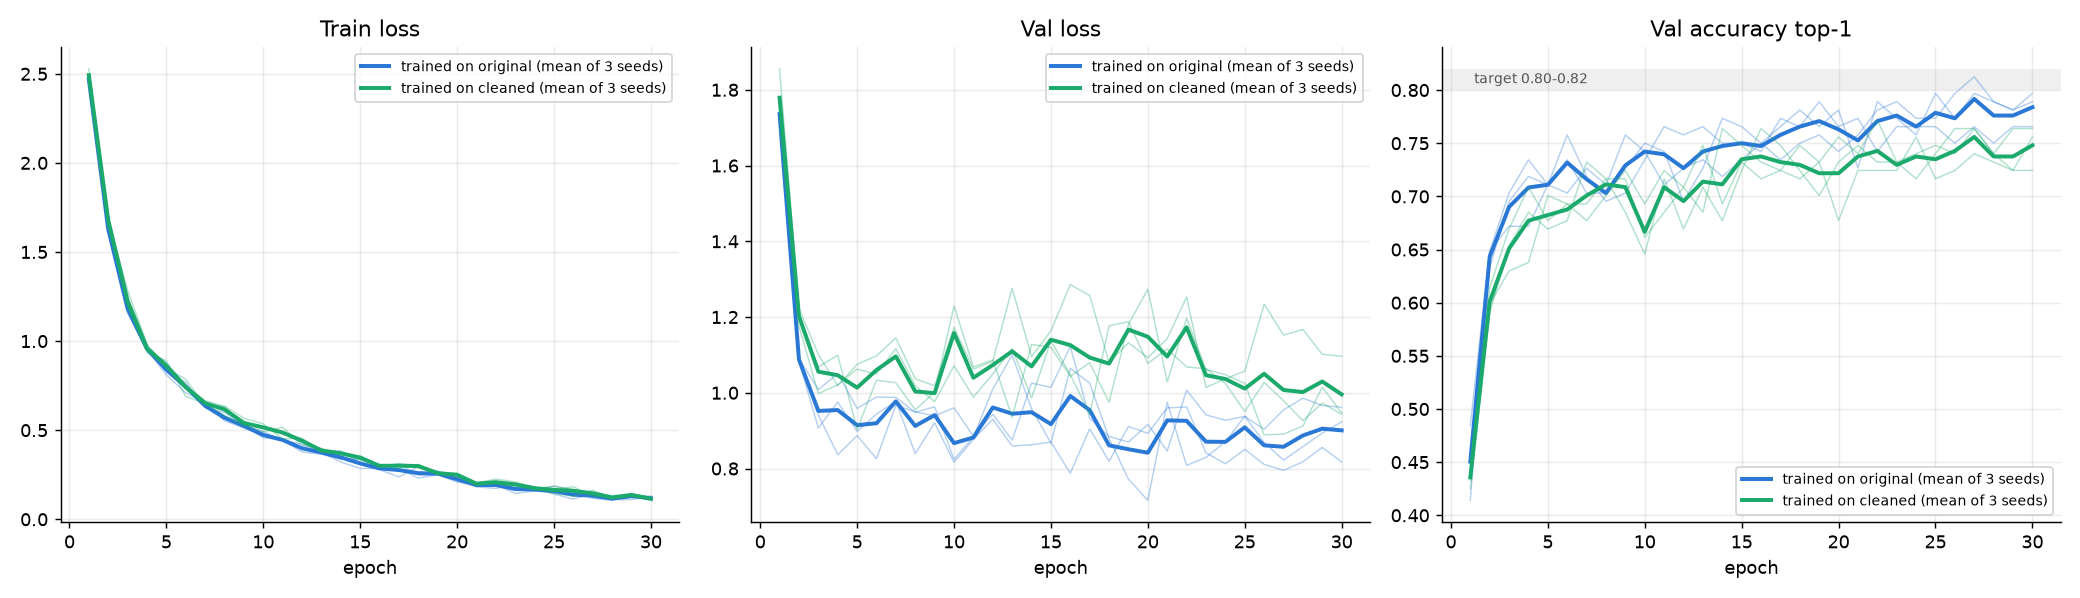 Train loss
trained on original (mean of 3 seeds)
trained on cleaned (mean of 3 seeds)
2.5
2.0
1.5
1.0
0.5
0.0
0 5 10 15 20 25 30
epoch
Val loss
trained on original (mean of 3 seeds)
trained on cleaned (mean of 3 seeds)
1.8
1.6
1.4
1.2
1.0
0.8
0 5 10 15 20 25 30
epoch
Val accuracy top-1
target 0.80-0.82
0.80
0.75
0.70
0.65
0.60
0.55
0.50
0.45
0.40
trained on original (mean of 3 seeds)
trained on cleaned (mean of 3 seeds)
0 5 10 15 20 25 30
epoch